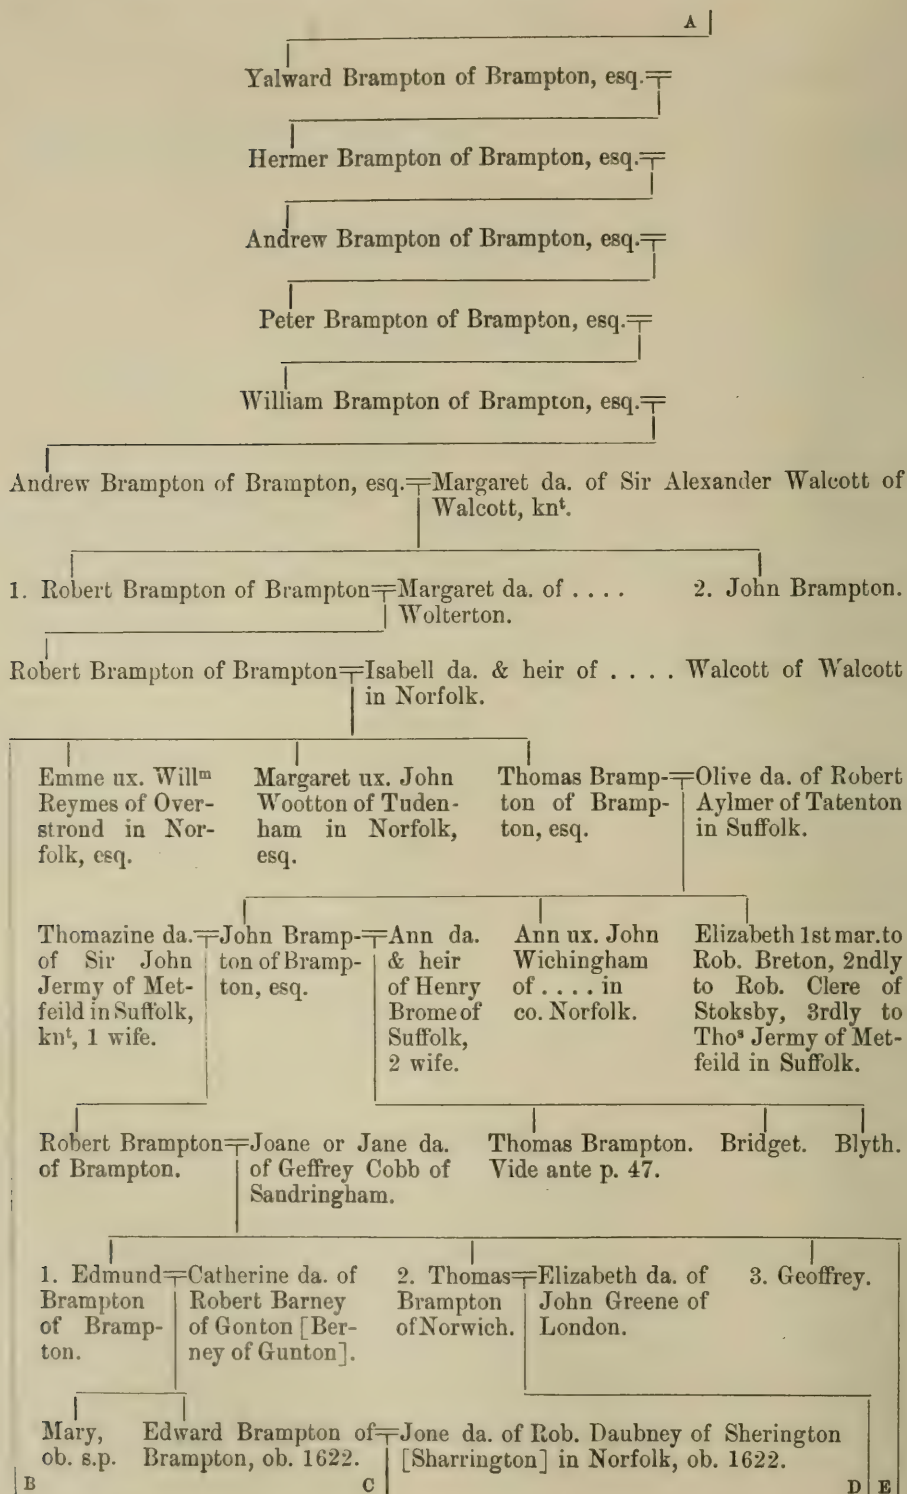 A
Yalward Brampton of Brampton, esq.
Hermer Brampton of Brampton, esq.
Andrew Brampton of Brampton, esq.
Peter Brampton of Brampton, esq.
William Brampton of Brampton, esq.
Andrew Brampton of Brampton, esq.=Margaret da. of Sir Alexander Walcott of
Walcott, knt.
1. Robert Brampton of Brampton=Margaret da. of . . . . 2. John Brampton.
Wolterton.
Robert Brampton of Brampton=Isabell da. & heir of . . . . Walcott of Walcott
in Norfolk.
Emme ux. Willm
Reymes of Over-
strond in Nor-
folk, esq.
Margaret ux. John
Wootton of Tuden-
ham in Norfolk,
esq.
Thomas Bramp-
ton of Bramp-
ton, esq.
Olive da. of Robert
Aylmer of Tatenton
in Suffolk.
Thomazine da.
of Sir John
Jermy of Met-
feild in Suffolk,
knt, 1 wife.
John Bramp-
ton of Bramp-
ton, esq.
Ann da.
& heir
of Henry
Brome of
Suffolk,
2 wife.
Ann ux. John
Wichingham
of . . . . in
co. Norfolk.
Elizabeth 1st mar. to
Rob. Breton, 2ndly
to Rob. Clere of
Stoksby, 3rdly to
Thos Jermy of Met-
feild in Suffolk.
Robert Brampton
of Brampton.
Joane or Jane da.
of Geffrey Cobb of
Sandringham.
Thomas Brampton.
Vide ante p. 47.
Bridget.
Blyth.
1. Edmund
Brampton
of Bramp-
ton.
Catherine da. of
Robert Barney
of Gonton [Ber-
ney of Gunton].
2. Thomas
Brampton
of Norwich.
Elizabeth da. of
John Greene of
London.
3. Geoffrey.
Mary,
ob. s.p.
Edward Brampton of
Brampton, ob. 1622.
Jone da. of Rob. Daubney of Sherington
[Sharrington] in Norfolk, ob. 1622.
B C D E